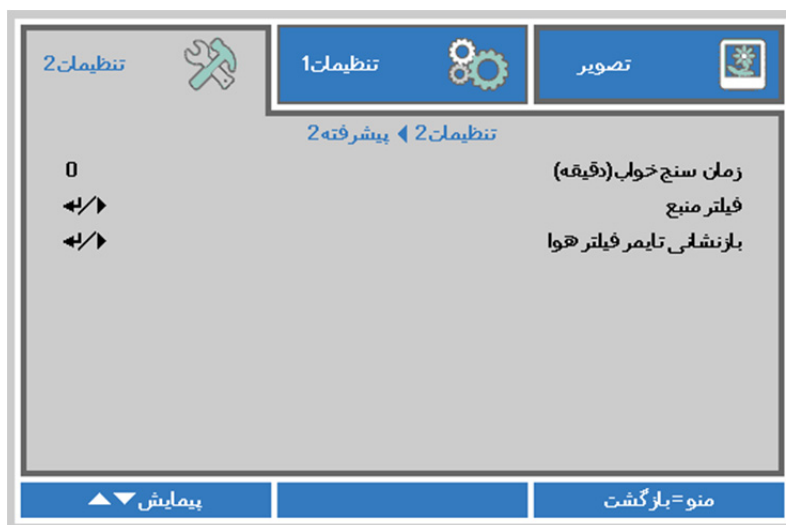 تصویر
تنظیمات1
تنظیمات2
تنظیمات2 ◀ پیشرفته2
زمان سنج خواب(دقیقه) 0
فیلتر منبع
بازنشانی تایمر فیلتر هوا
منو=بازگشت
پیمایش ▼▲